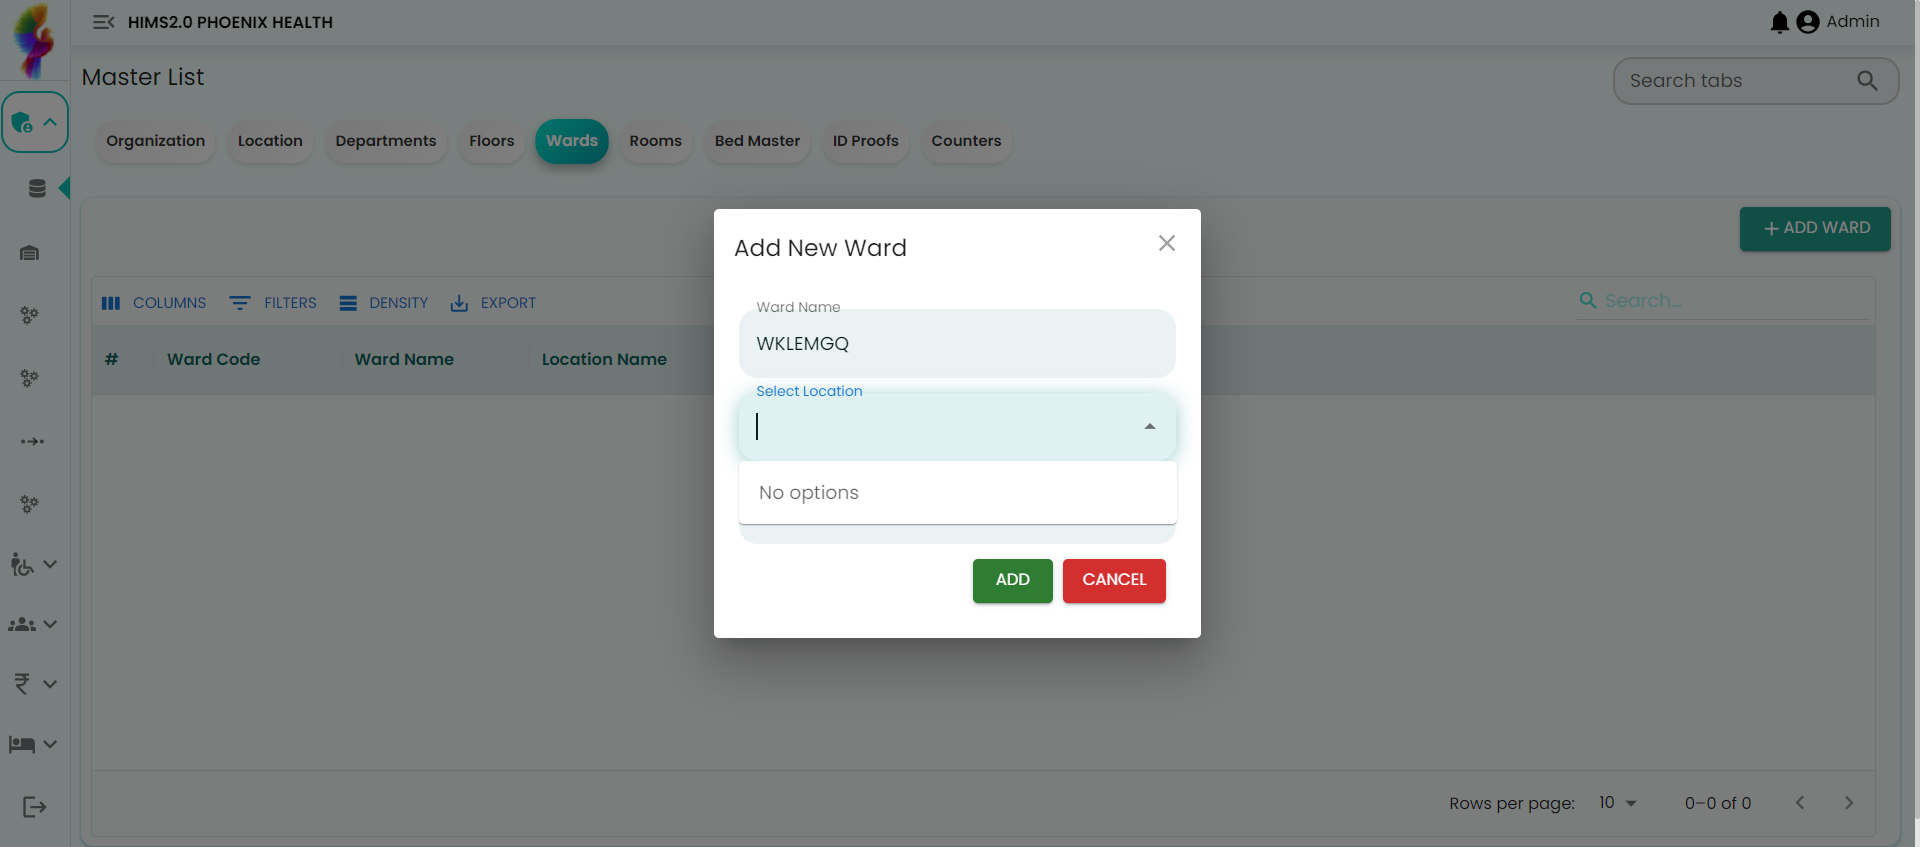 HIMS2.0 PHOENIX HEALTH
Admin
Master List
Search tabs
Organization
Location
Departments
Floors
Wards
Rooms
Bed Master
ID Proofs
Counters
ADD WARD
COLUMNS
FILTERS
DENSITY
EXPORT
Search...
#
Ward Code
Ward Name
Location Name
Add New Ward
Ward Name
WKLEMGQ
Select Location
No options
ADD
CANCEL
Rows per page:
10
0–0 of 0